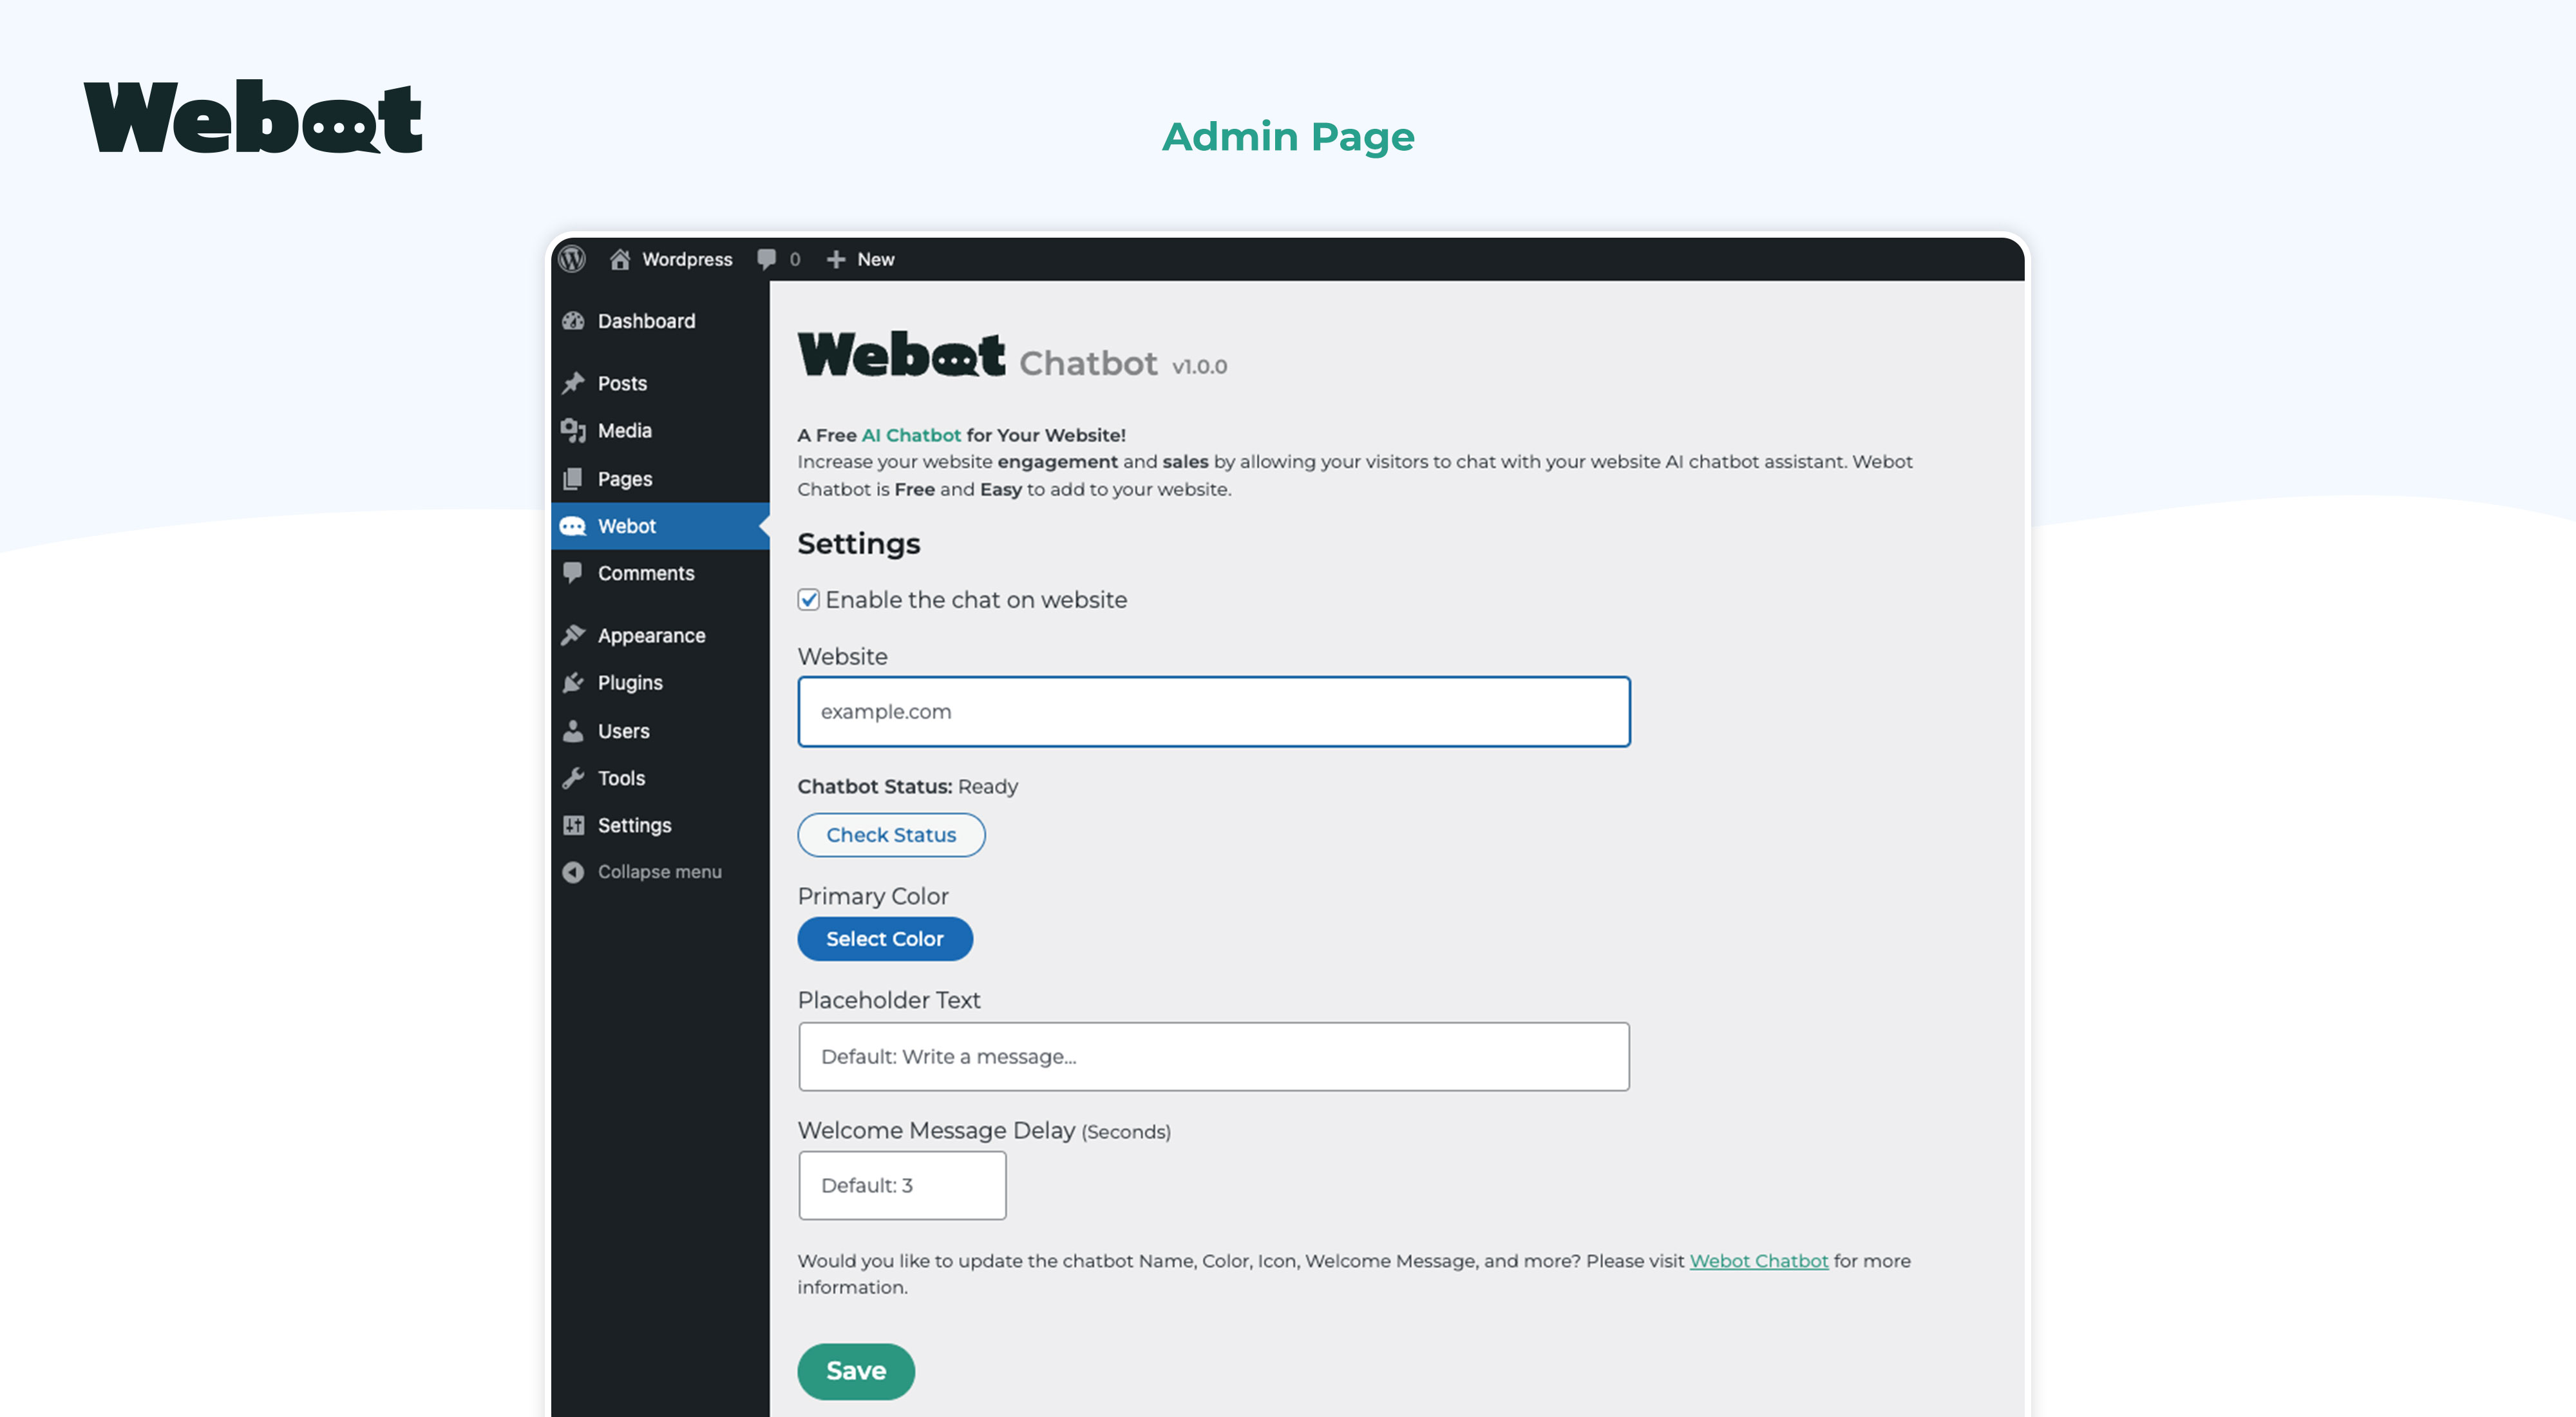 Webot
Admin Page
Wordpress 0 New
Dashboard
Posts
Media
Pages
Webot
Comments
Appearance
Plugins
Users
Tools
Settings
Collapse menu
Webot Chatbot v1.0.0
A Free AI Chatbot for Your Website!
Increase your website engagement and sales by allowing your visitors to chat with your website AI chatbot assistant. Webot
Chatbot is Free and Easy to add to your website.
Settings
Enable the chat on website
Website
example.com
Chatbot Status: Ready
Check Status
Primary Color
Select Color
Placeholder Text
Default: Write a message...
Welcome Message Delay (Seconds)
Default: 3
Would you like to update the chatbot Name, Color, Icon, Welcome Message, and more? Please visit Webot Chatbot for more
information.
Save